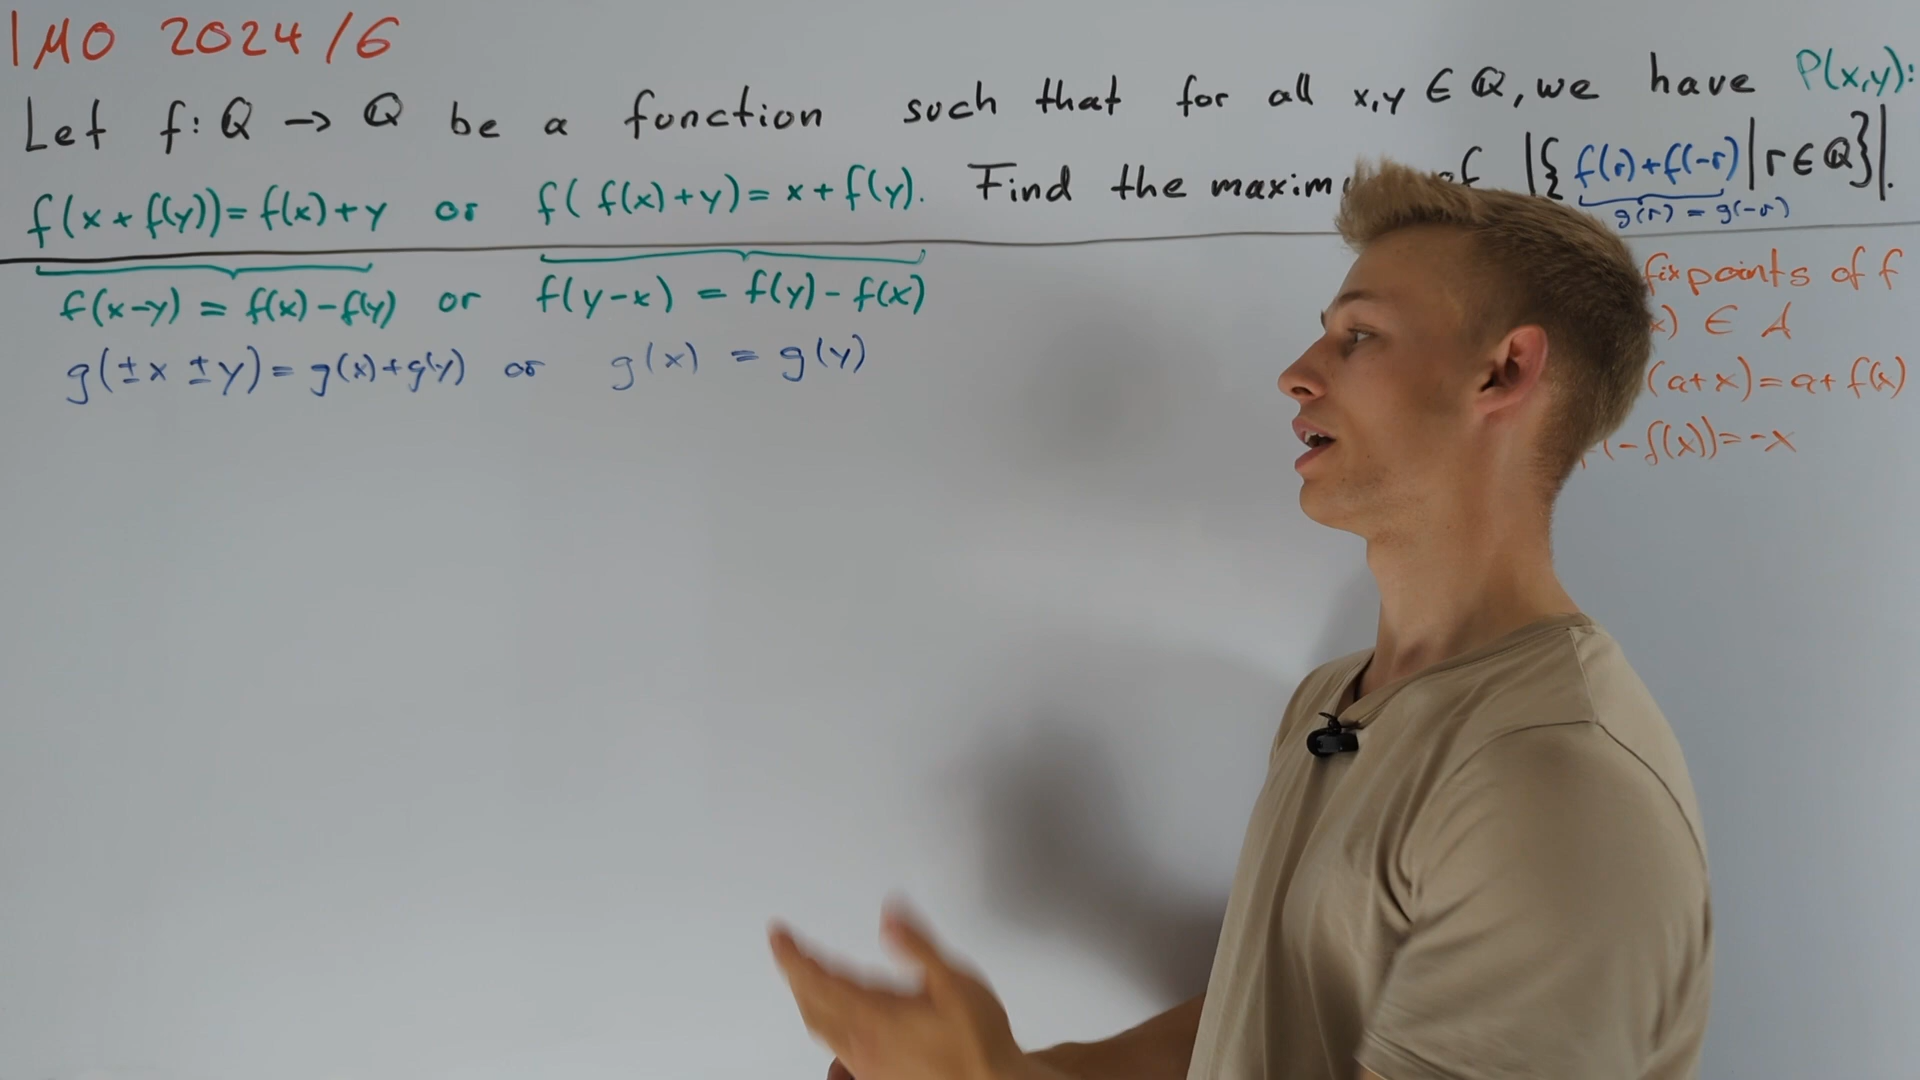 IMO 2024/6
Let f: Q → Q be a function such that for all x,y ∈ Q, we have P(x,y):
f(x + f(y)) = f(x) + y or f( f(x) + y) = x + f(y). Find the of |{ f(r) + f(-r) | r ∈ Q}|.
g(r) = g(-r)
f(x-y) = f(x) - f(y) or f(y-x) = f(y) - f(x)
g(±x ±y) = g(x) + g(y) or g(x) = g(y)
fixpoints of f
x) ∈ A
(a+x) = a + f(x)
(-f(x)) = -x